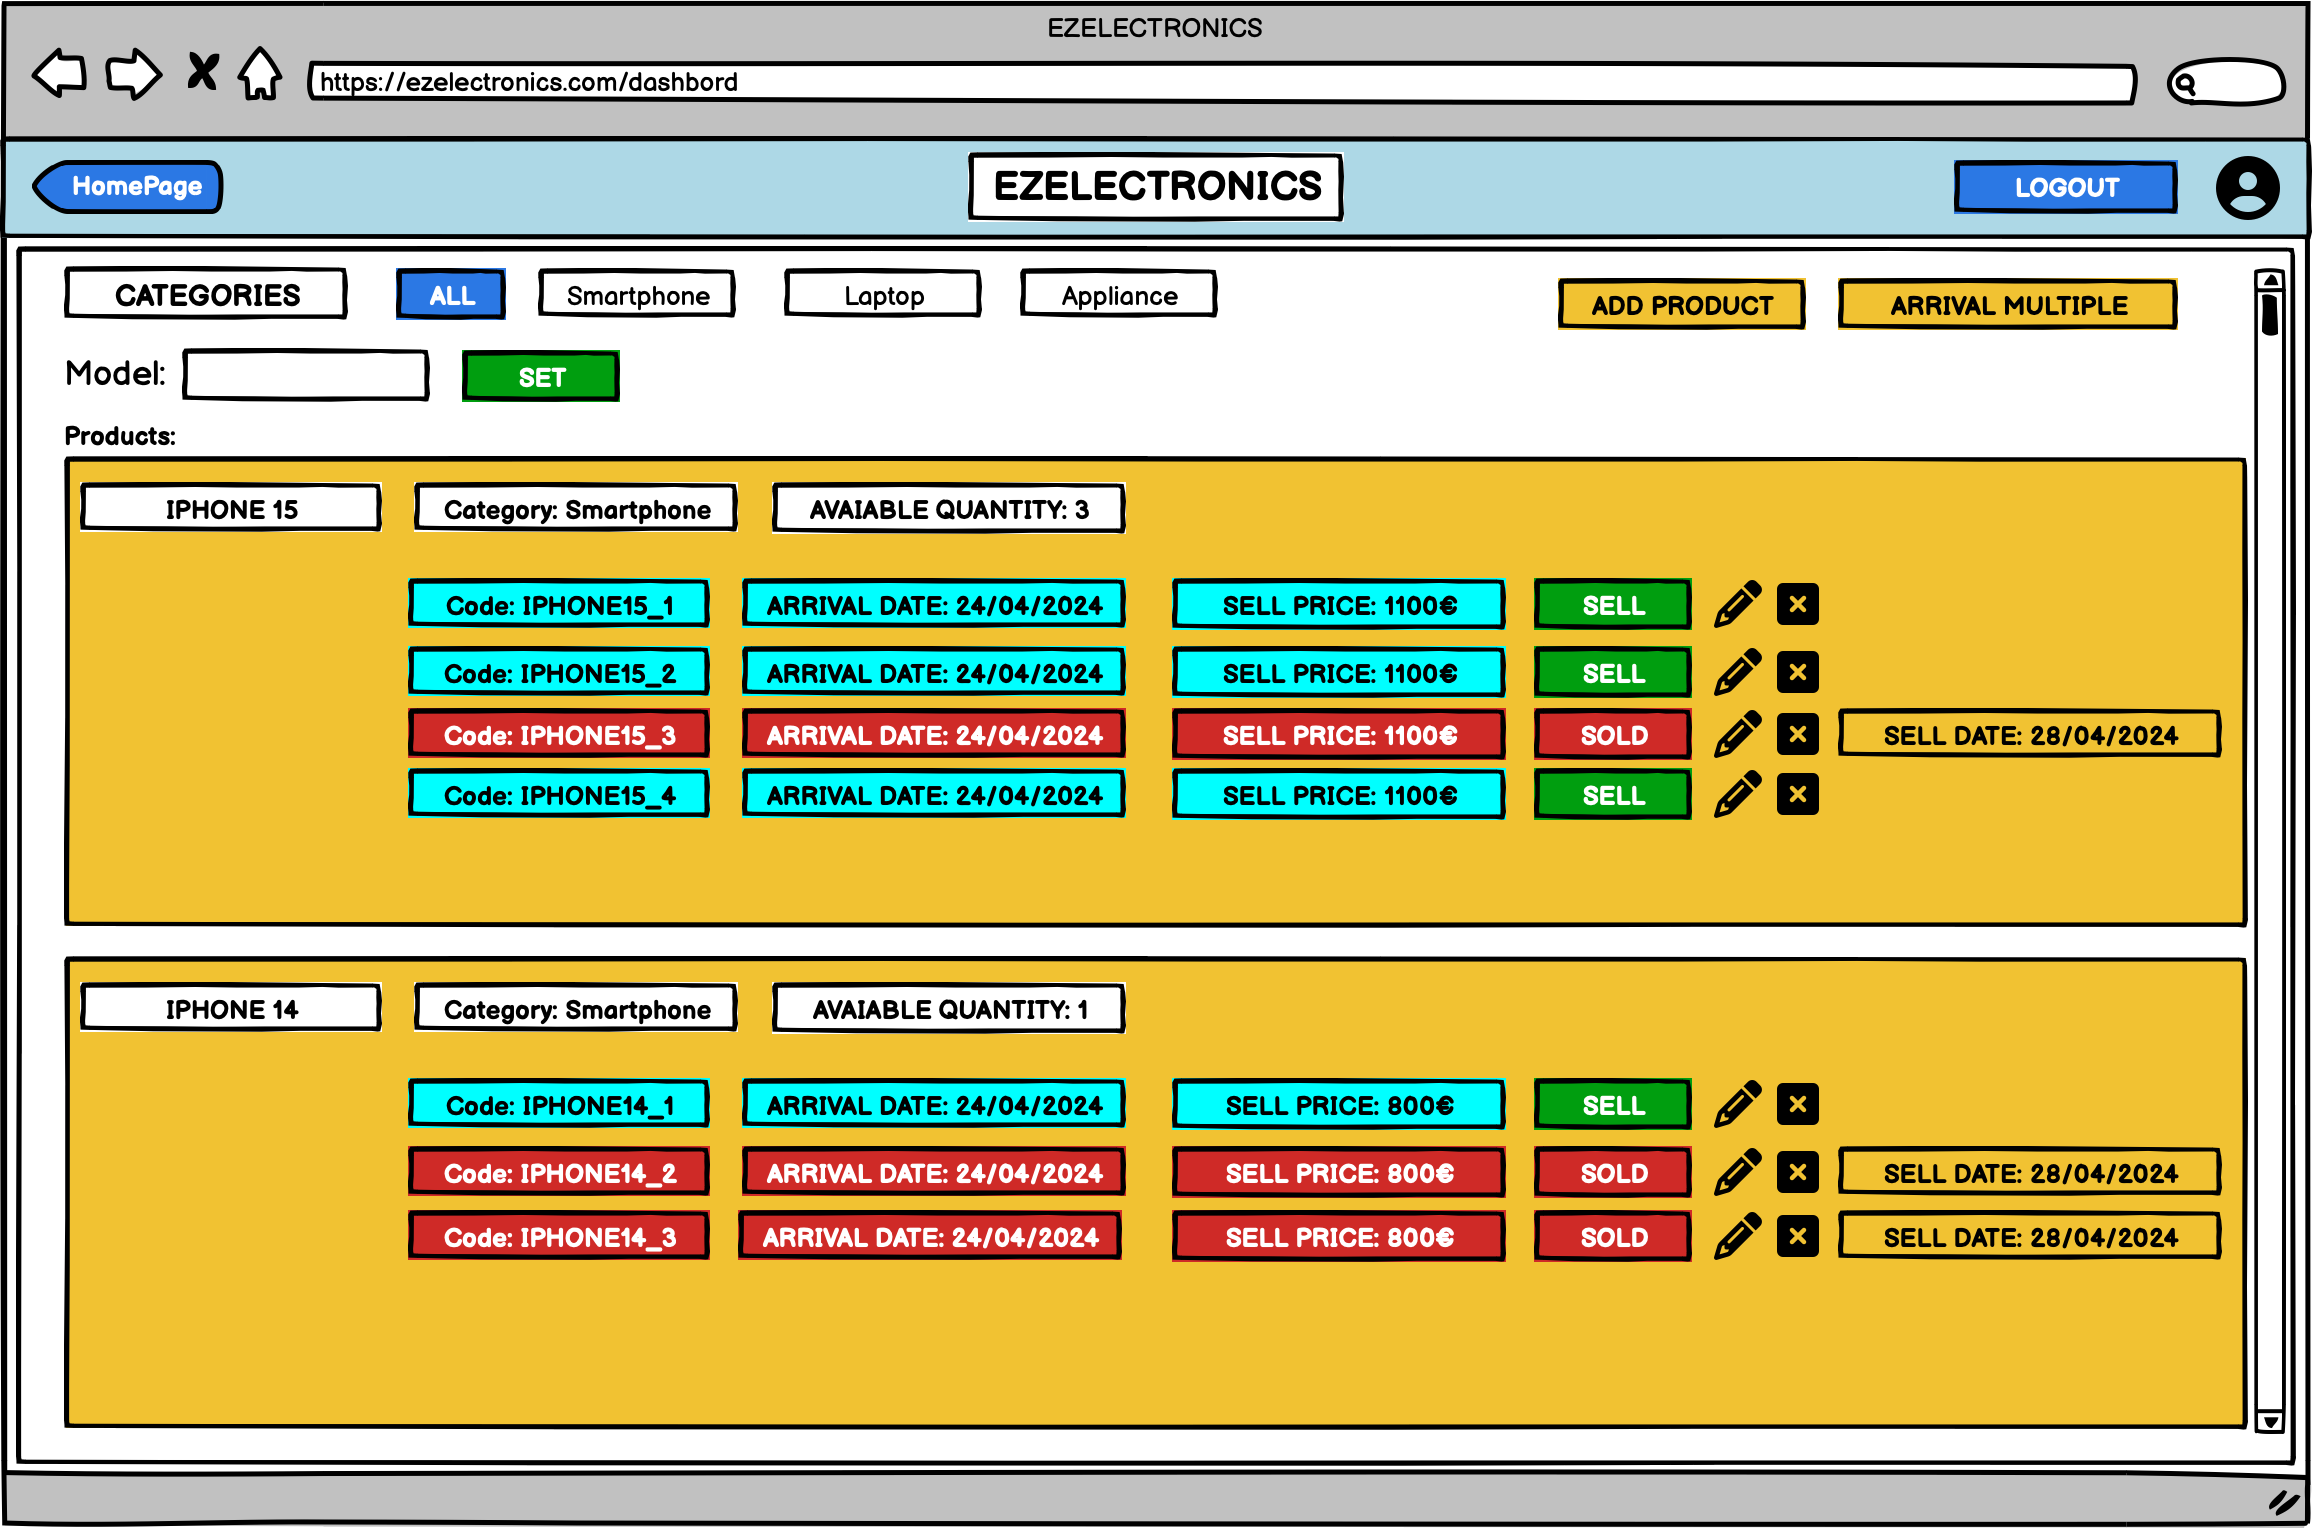 EZELECTRONICS
https://ezelectronics.com/dashbord
HomePage
EZELECTRONICS
LOGOUT
CATEGORIES ALL Smartphone Laptop Appliance ADD PRODUCT ARRIVAL MULTIPLE
Model: SET
Products:
IPHONE 15 Category: Smartphone AVAIABLE QUANTITY: 3
Code: IPHONE15_1 ARRIVAL DATE: 24/04/2024 SELL PRICE: 1100€ SELL
Code: IPHONE15_2 ARRIVAL DATE: 24/04/2024 SELL PRICE: 1100€ SELL
Code: IPHONE15_3 ARRIVAL DATE: 24/04/2024 SELL PRICE: 1100€ SOLD SELL DATE: 28/04/2024
Code: IPHONE15_4 ARRIVAL DATE: 24/04/2024 SELL PRICE: 1100€ SELL
IPHONE 14 Category: Smartphone AVAIABLE QUANTITY: 1
Code: IPHONE14_1 ARRIVAL DATE: 24/04/2024 SELL PRICE: 800€ SELL
Code: IPHONE14_2 ARRIVAL DATE: 24/04/2024 SELL PRICE: 800€ SOLD SELL DATE: 28/04/2024
Code: IPHONE14_3 ARRIVAL DATE: 24/04/2024 SELL PRICE: 800€ SOLD SELL DATE: 28/04/2024